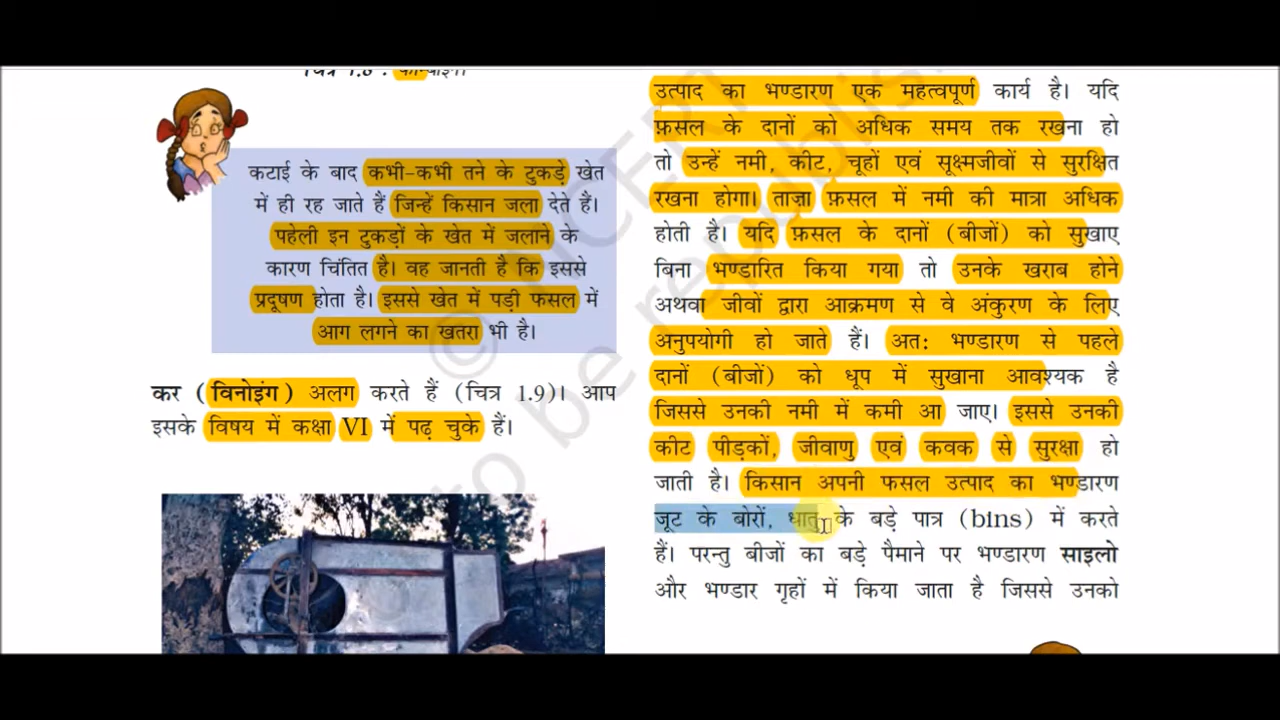 चित्र 1.8 : कॉम्बाइन।
कटाई के बाद कभी-कभी तने के टुकड़े खेत
में ही रह जाते हैं जिन्हें किसान जला देते हैं।
पहेली इन टुकड़ों के खेत में जलाने के
कारण चिंतित है। वह जानती है कि इससे
प्रदूषण होता है। इससे खेत में पड़ी फसल में
आग लगने का खतरा भी है।
कर (विनोइंग) अलग करते हैं (चित्र 1.9)। आप
इसके विषय में कक्षा VI में पढ़ चुके हैं।
उत्पाद का भण्डारण एक महत्वपूर्ण कार्य है। यदि
फ़सल के दानों को अधिक समय तक रखना हो
तो उन्हें नमी, कीट, चूहों एवं सूक्ष्मजीवों से सुरक्षित
रखना होगा। ताज़ा फ़सल में नमी की मात्रा अधिक
होती है। यदि फ़सल के दानों (बीजों) को सुखाए
बिना भण्डारित किया गया तो उनके खराब होने
अथवा जीवों द्वारा आक्रमण से वे अंकुरण के लिए
अनुपयोगी हो जाते हैं। अत: भण्डारण से पहले
दानों (बीजों) को धूप में सुखाना आवश्यक है
जिससे उनकी नमी में कमी आ जाए। इससे उनकी
कीट पीड़कों, जीवाणु एवं कवक से सुरक्षा हो
जाती है। किसान अपनी फसल उत्पाद का भण्डारण
जूट के बोरों, धातु के बड़े पात्र (bins) में करते
हैं। परन्तु बीजों का बड़े पैमाने पर भण्डारण साइलो
और भण्डार गृहों में किया जाता है जिससे उनको
© NCERT
to be republish